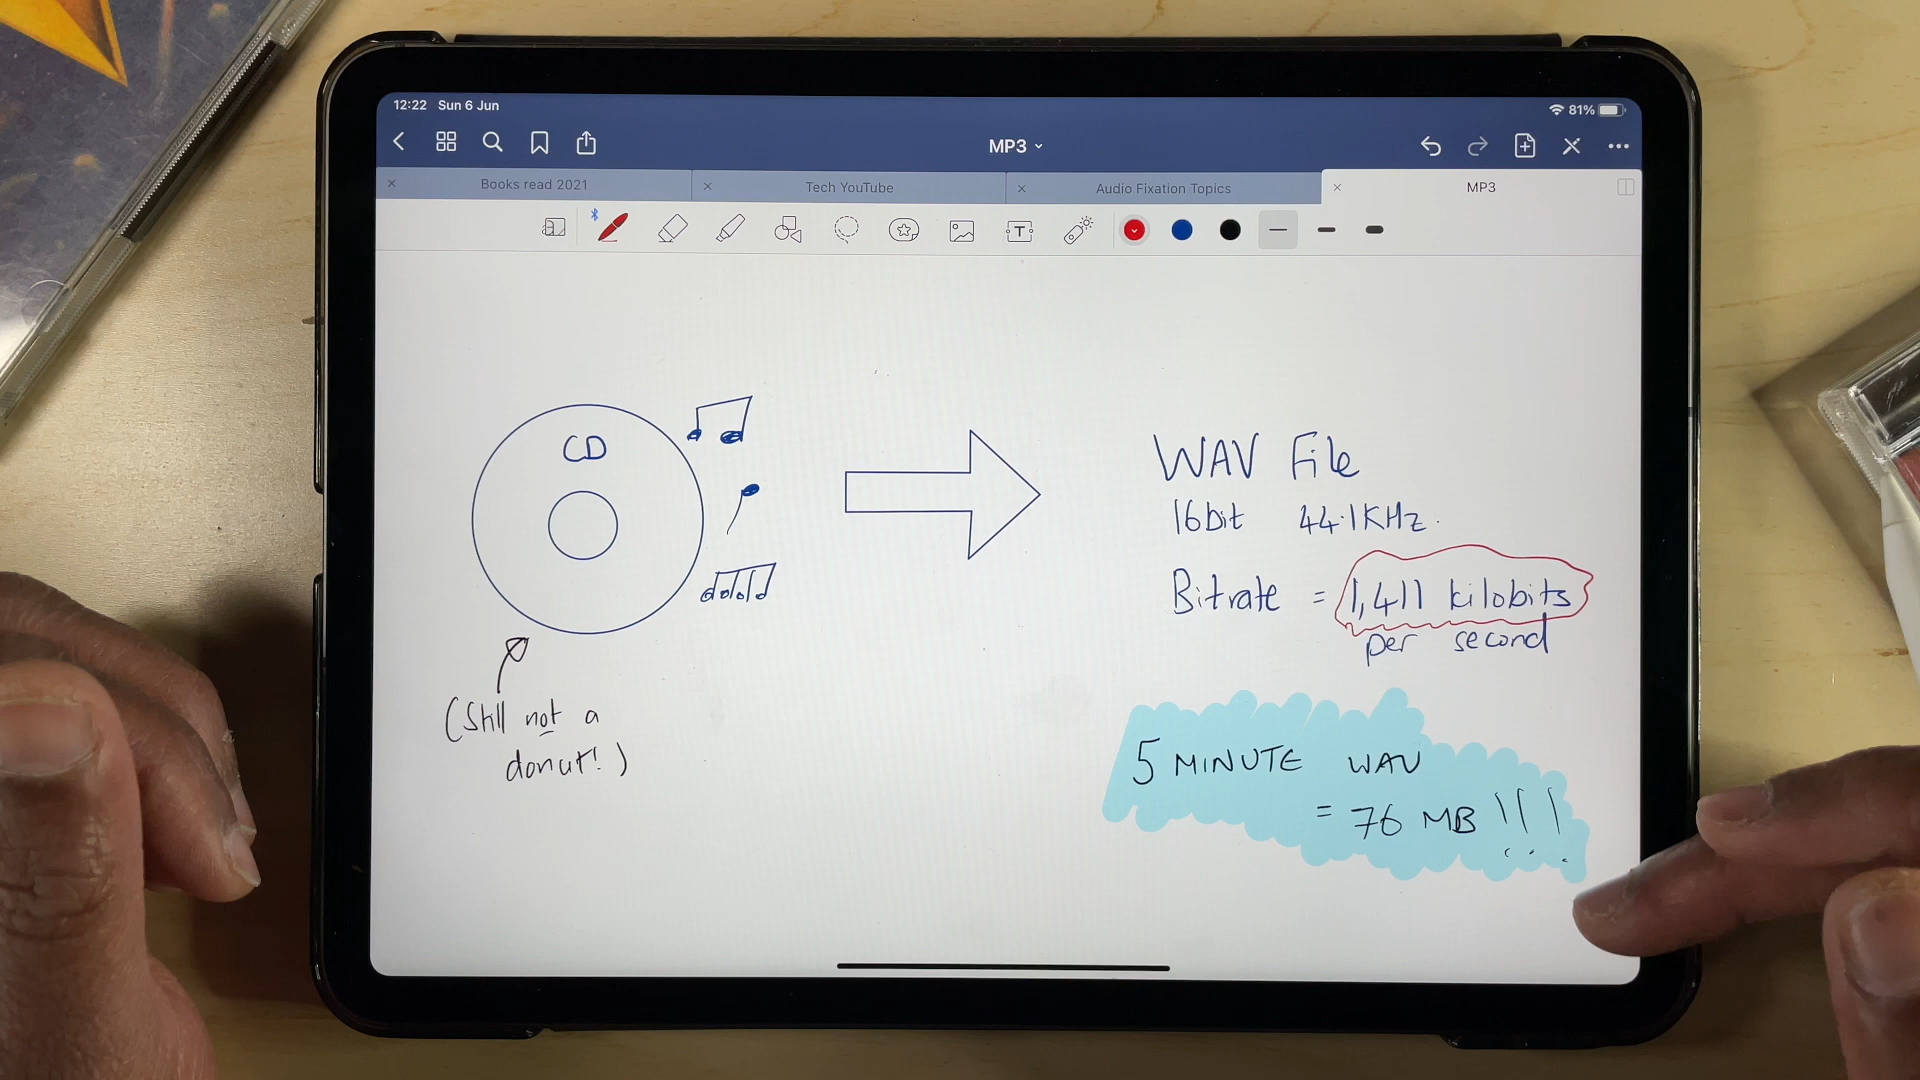 12:22 Sun 6 Jun
81%
MP3
Books read 2021
Tech YouTube
Audio Fixation Topics
MP3
T
CD
(Still not a
donut!)
WAV File
16bit 44.1KHz.
Bitrate = 1,411 kilobits
per second
5 MINUTE WAV
= 76 MB !!!